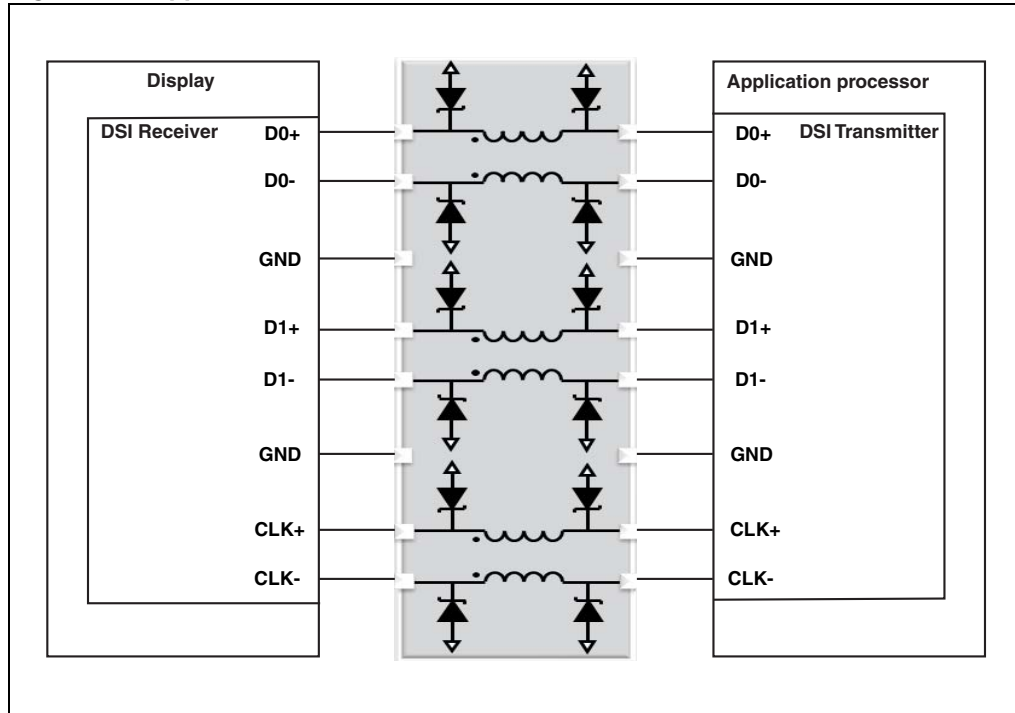 Display
DSI Receiver
D0+
D0-
GND
D1+
D1-
GND
CLK+
CLK-
Application processor
DSI Transmitter
D0+
D0-
GND
D1+
D1-
GND
CLK+
CLK-